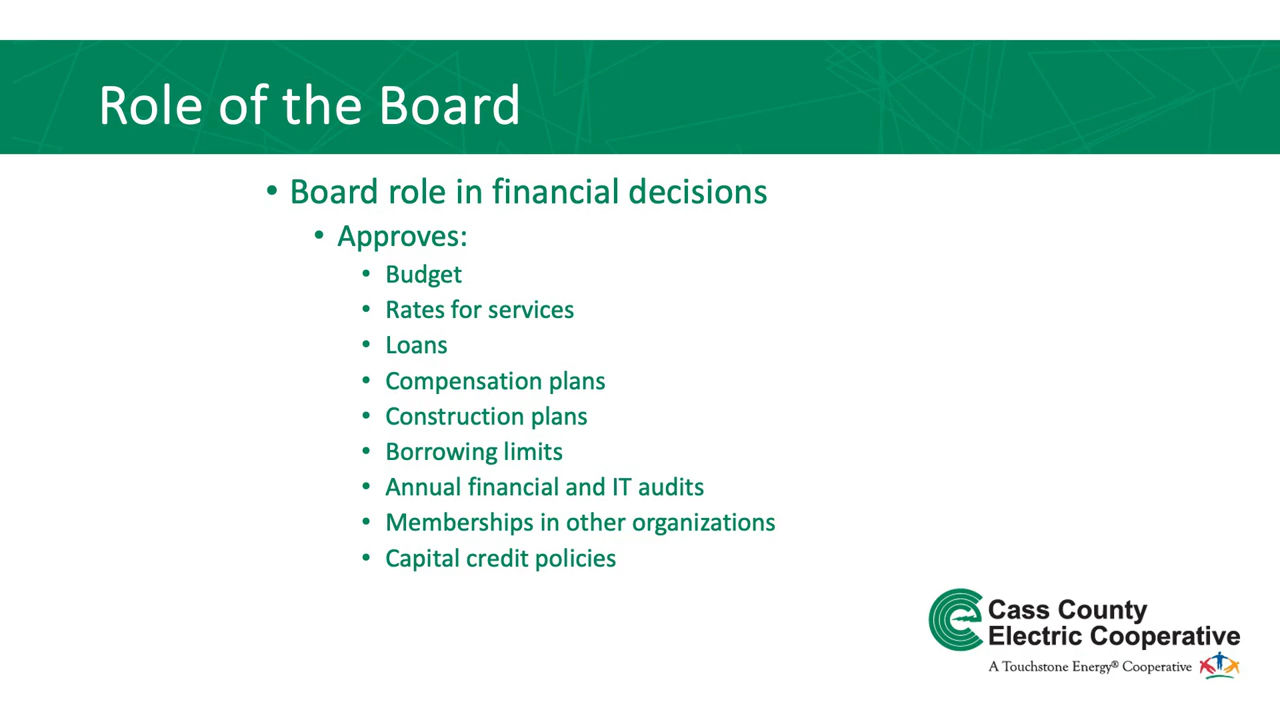 Role of the Board
• Board role in financial decisions
• Approves:
• Budget
• Rates for services
• Loans
• Compensation plans
• Construction plans
• Borrowing limits
• Annual financial and IT audits
• Memberships in other organizations
• Capital credit policies
Cass County
Electric Cooperative
A Touchstone Energy® Cooperative